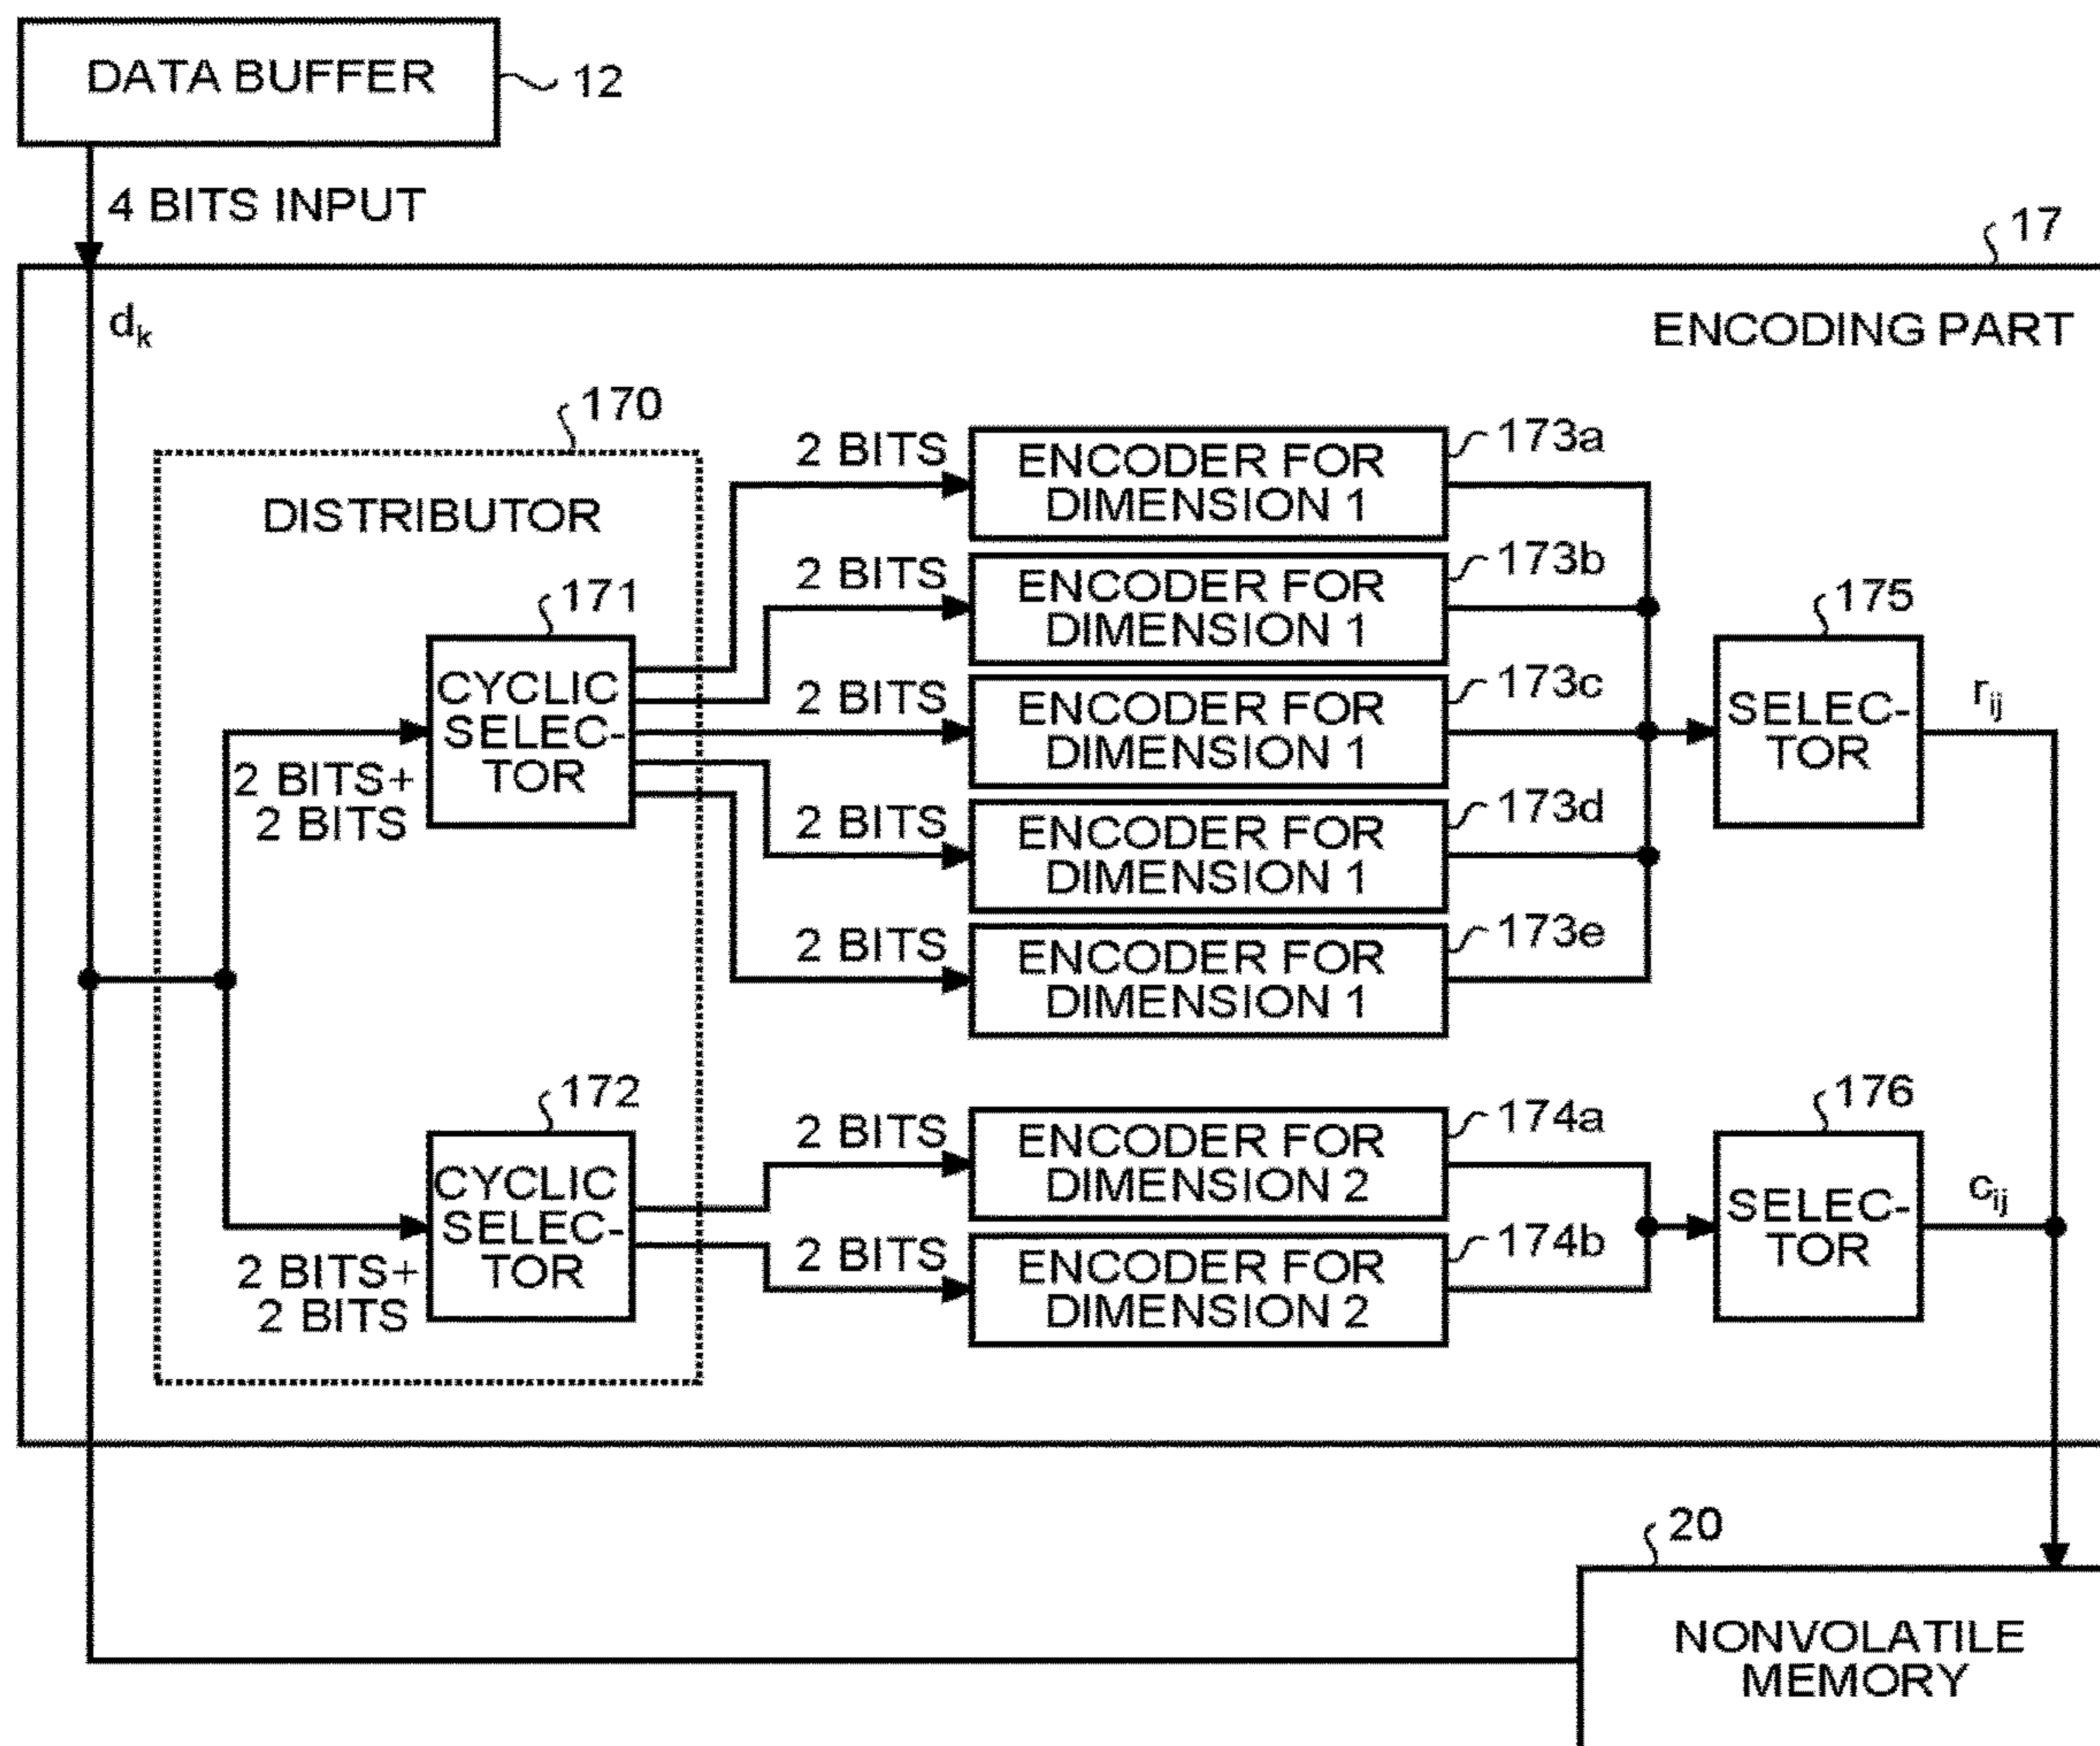 DATA BUFFER
12
4 BITS INPUT
17
dk
ENCODING PART
170
DISTRIBUTOR
171
CYCLIC
SELEC-
TOR
2 BITS+
2 BITS
2 BITS
ENCODER FOR
DIMENSION 1
173a
2 BITS
ENCODER FOR
DIMENSION 1
173b
2 BITS
ENCODER FOR
DIMENSION 1
173c
2 BITS
ENCODER FOR
DIMENSION 1
173d
2 BITS
ENCODER FOR
DIMENSION 1
173e
175
SELEC-
TOR
rij
172
CYCLIC
SELEC-
TOR
2 BITS+
2 BITS
2 BITS
ENCODER FOR
DIMENSION 2
174a
2 BITS
ENCODER FOR
DIMENSION 2
174b
176
SELEC-
TOR
cij
20
NONVOLATILE
MEMORY